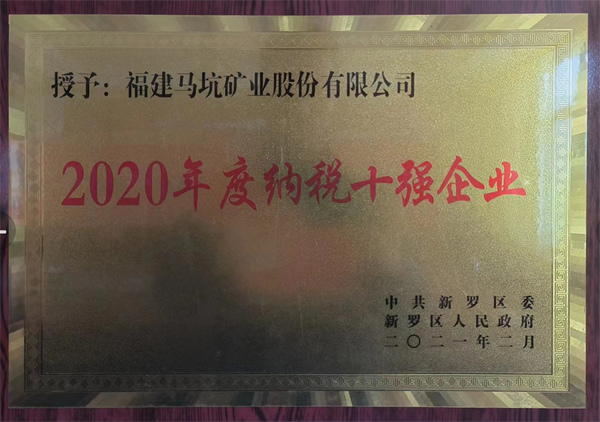 授予：福建马坑矿业股份有限公司
2020年度纳税十强企业
中共新罗区委
新罗区人民政府
二〇二一年二月